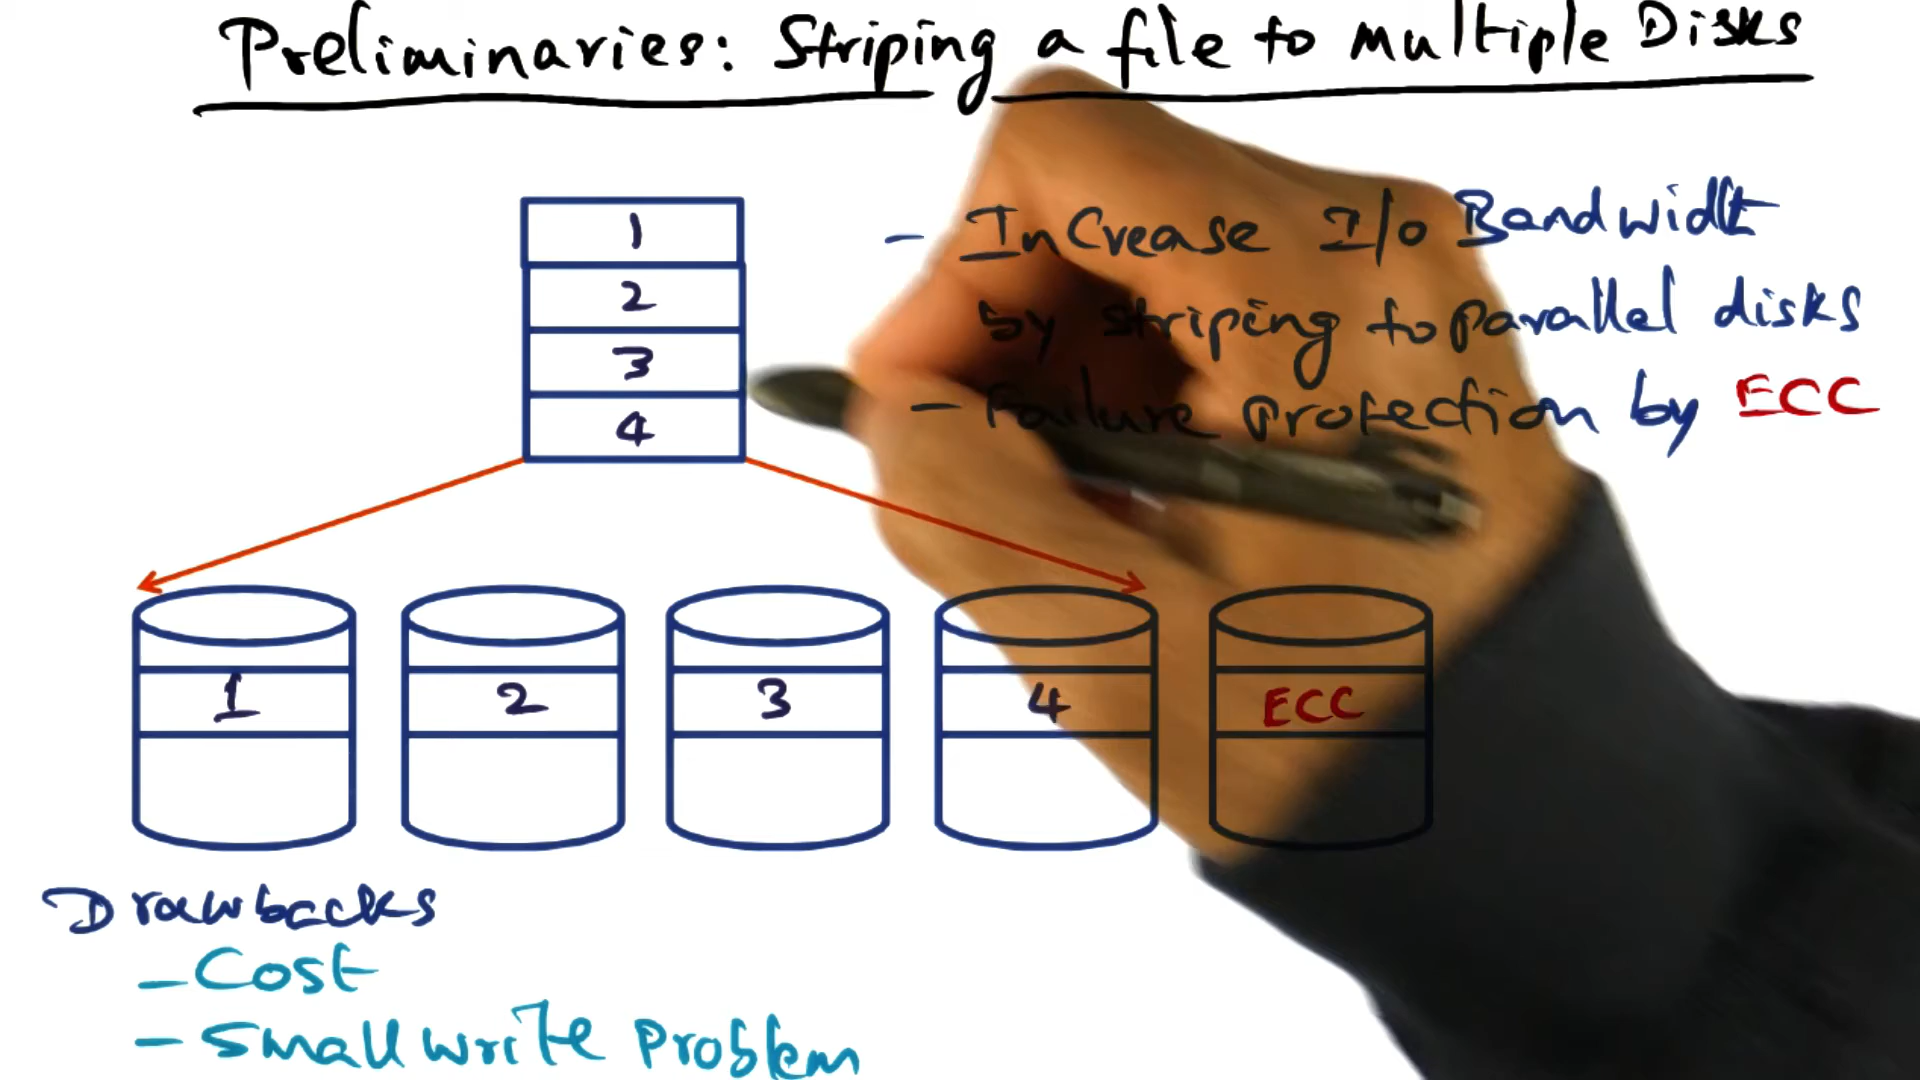 Preliminaries: Striping a file to multiple Disks
1
2
3
4
- Increase I/O Bandwidth
by striping to parallel disks
- Failure protection by ECC
1
2
3
4
ECC
Drawbacks
- Cost
- Small write problem